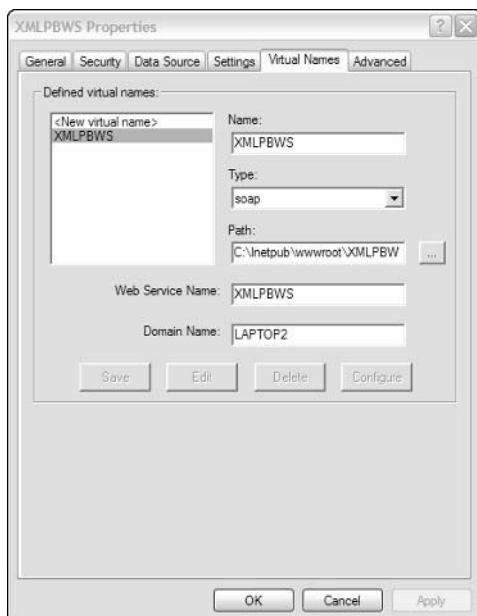 XMLPBWS Properties
General Security Data Source Settings Virtual Names Advanced
Defined virtual names:
<New virtual name>
XMLPBWS
Name:
XMLPBWS
Type:
soap
Path:
C:\Inetpub\wwwroot\XMLPBW
...
Web Service Name: XMLPBWS
Domain Name: LAPTOP2
Save Edit Delete Configure
OK Cancel Apply